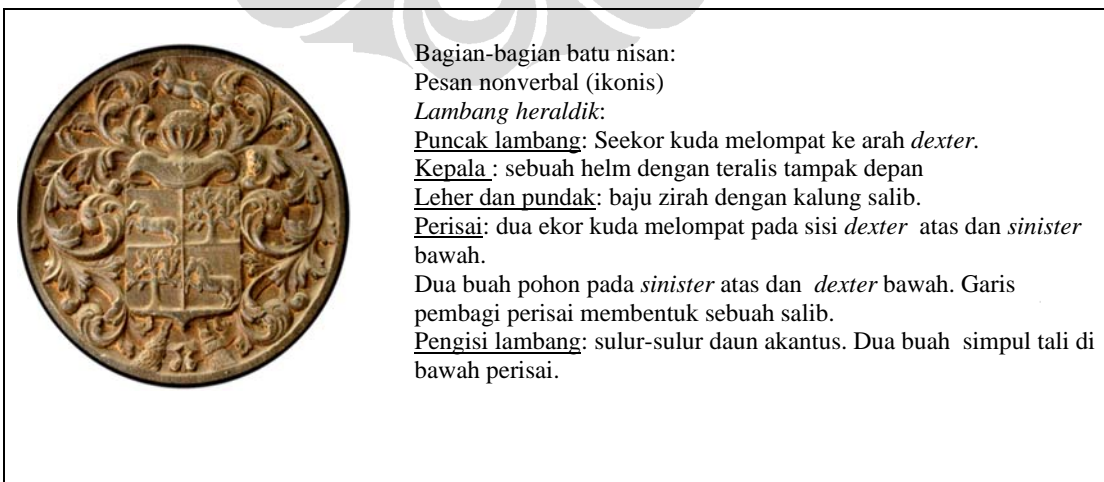 Bagian-bagian batu nisan:
Pesan nonverbal (ikonis)
Lambang heraldik:
Puncak lambang: Seekor kuda melompat ke arah dexter.
Kepala : sebuah helm dengan teralis tampak depan
Leher dan pundak: baju zirah dengan kalung salib.
Perisai: dua ekor kuda melompat pada sisi dexter atas dan sinister
bawah.
Dua buah pohon pada sinister atas dan dexter bawah. Garis
pembagi perisai membentuk sebuah salib.
Pengisi lambang: sulur-sulur daun akantus. Dua buah simpul tali di
bawah perisai.